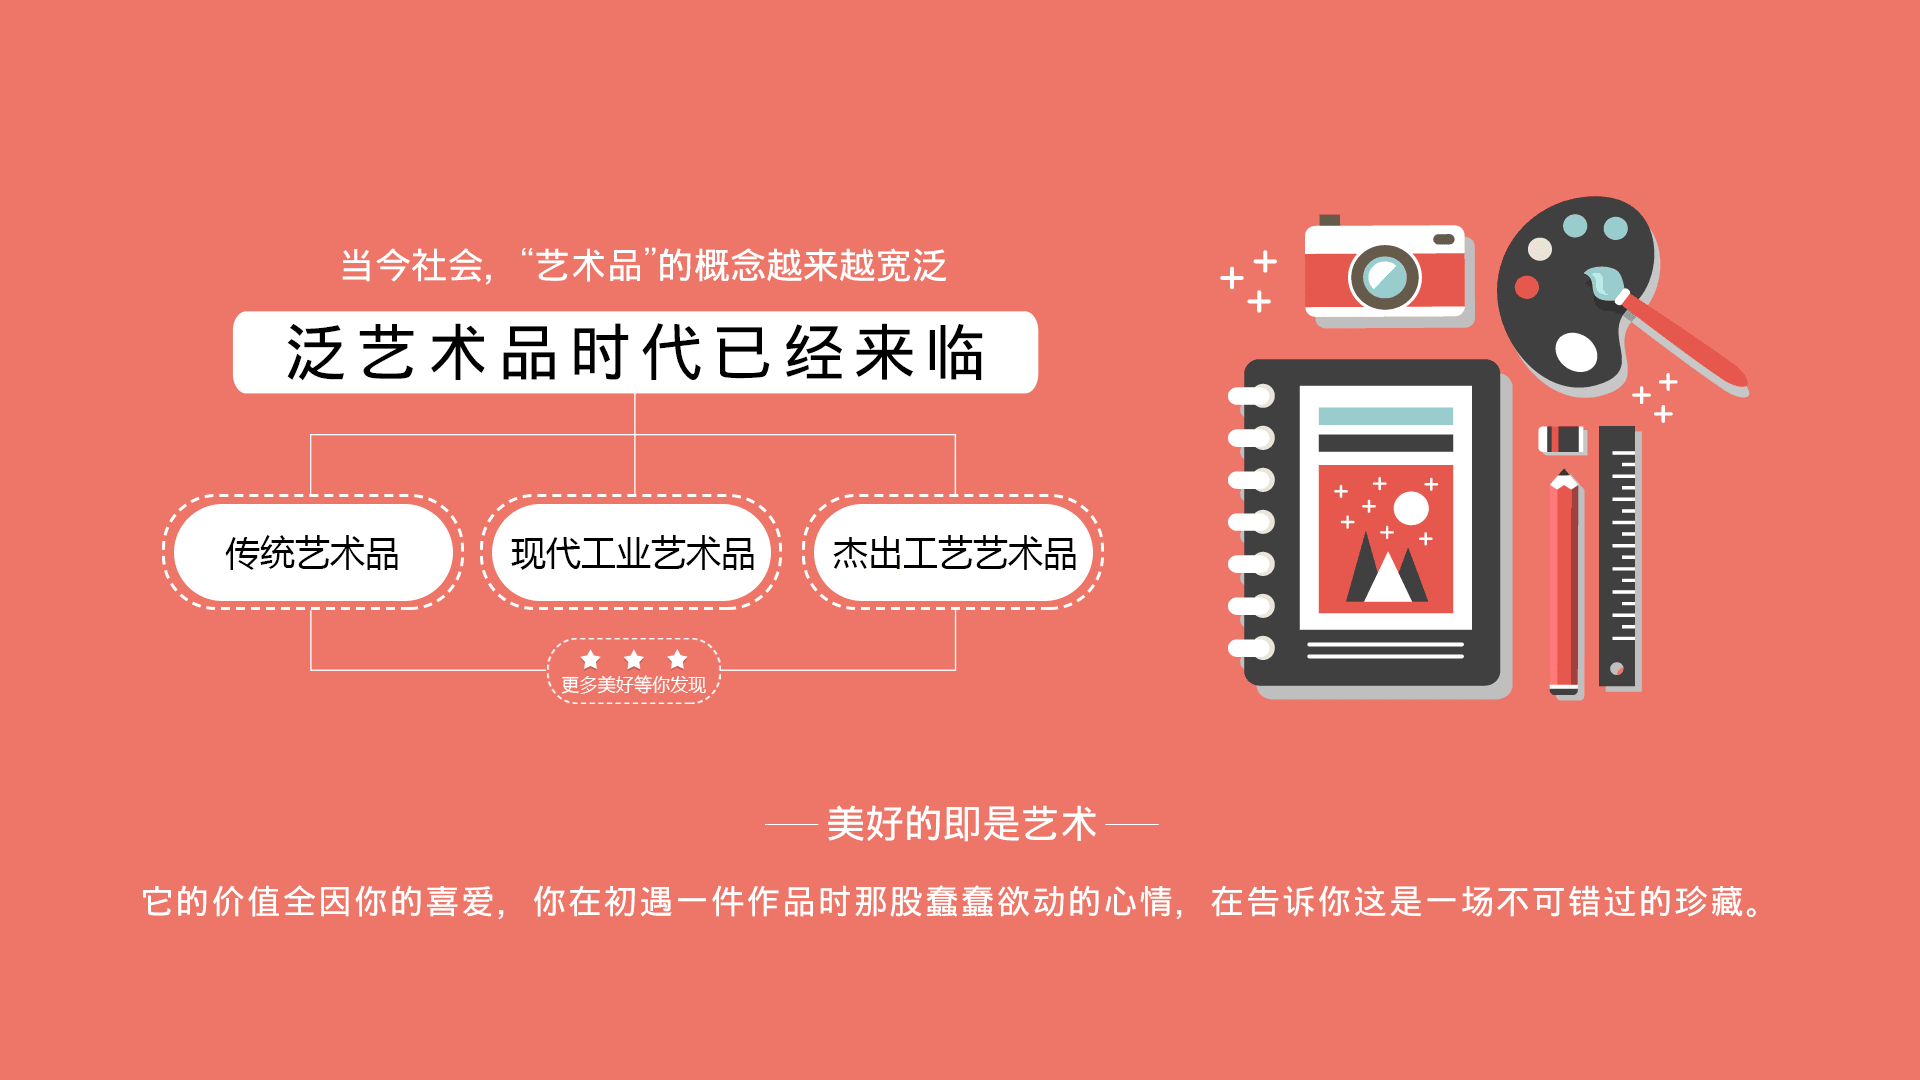 当今社会，“艺术品”的概念越来越宽泛
泛艺术品时代已经来临
传统艺术品
现代工业艺术品
杰出工艺艺术品
更多美好等你发现
美好的即是艺术
它的价值全因你的喜爱，你在初遇一件作品时那股蠢蠢欲动的心情，在告诉你这是一场不可错过的珍藏。